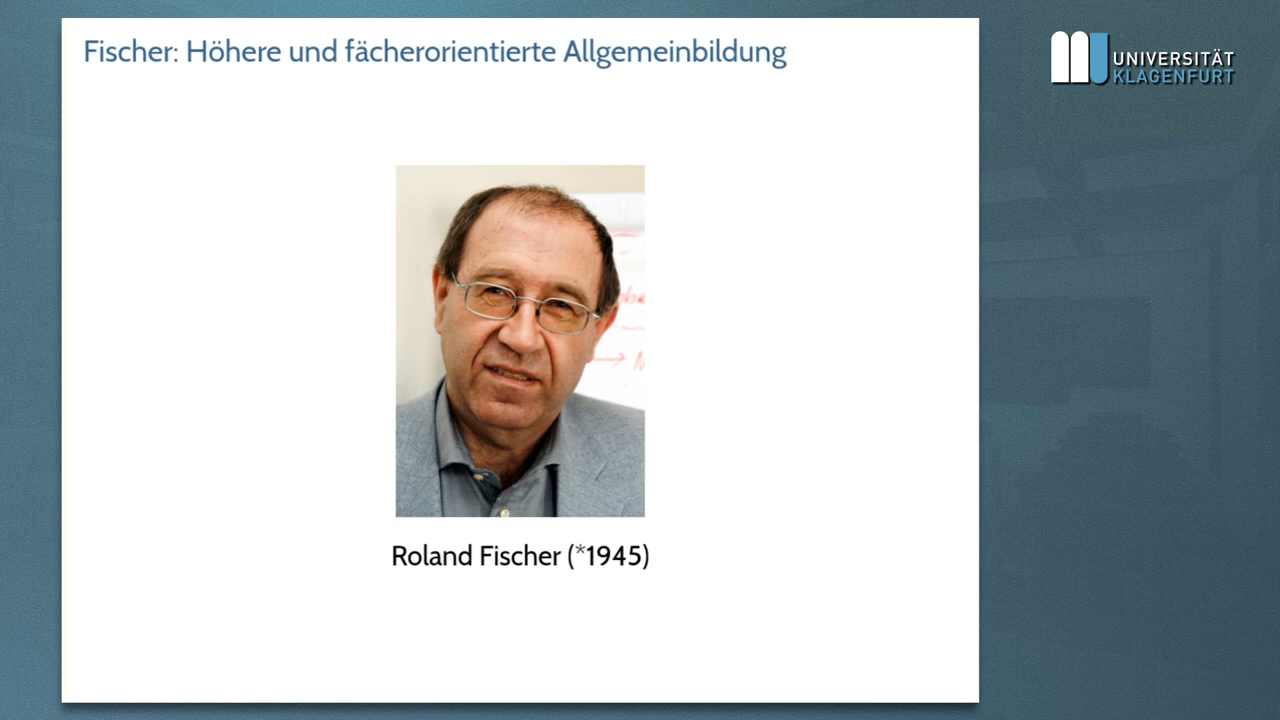 Fischer: Höhere und fächerorientierte Allgemeinbildung
UNIVERSITÄT
KLAGENFURT
Roland Fischer (*1945)